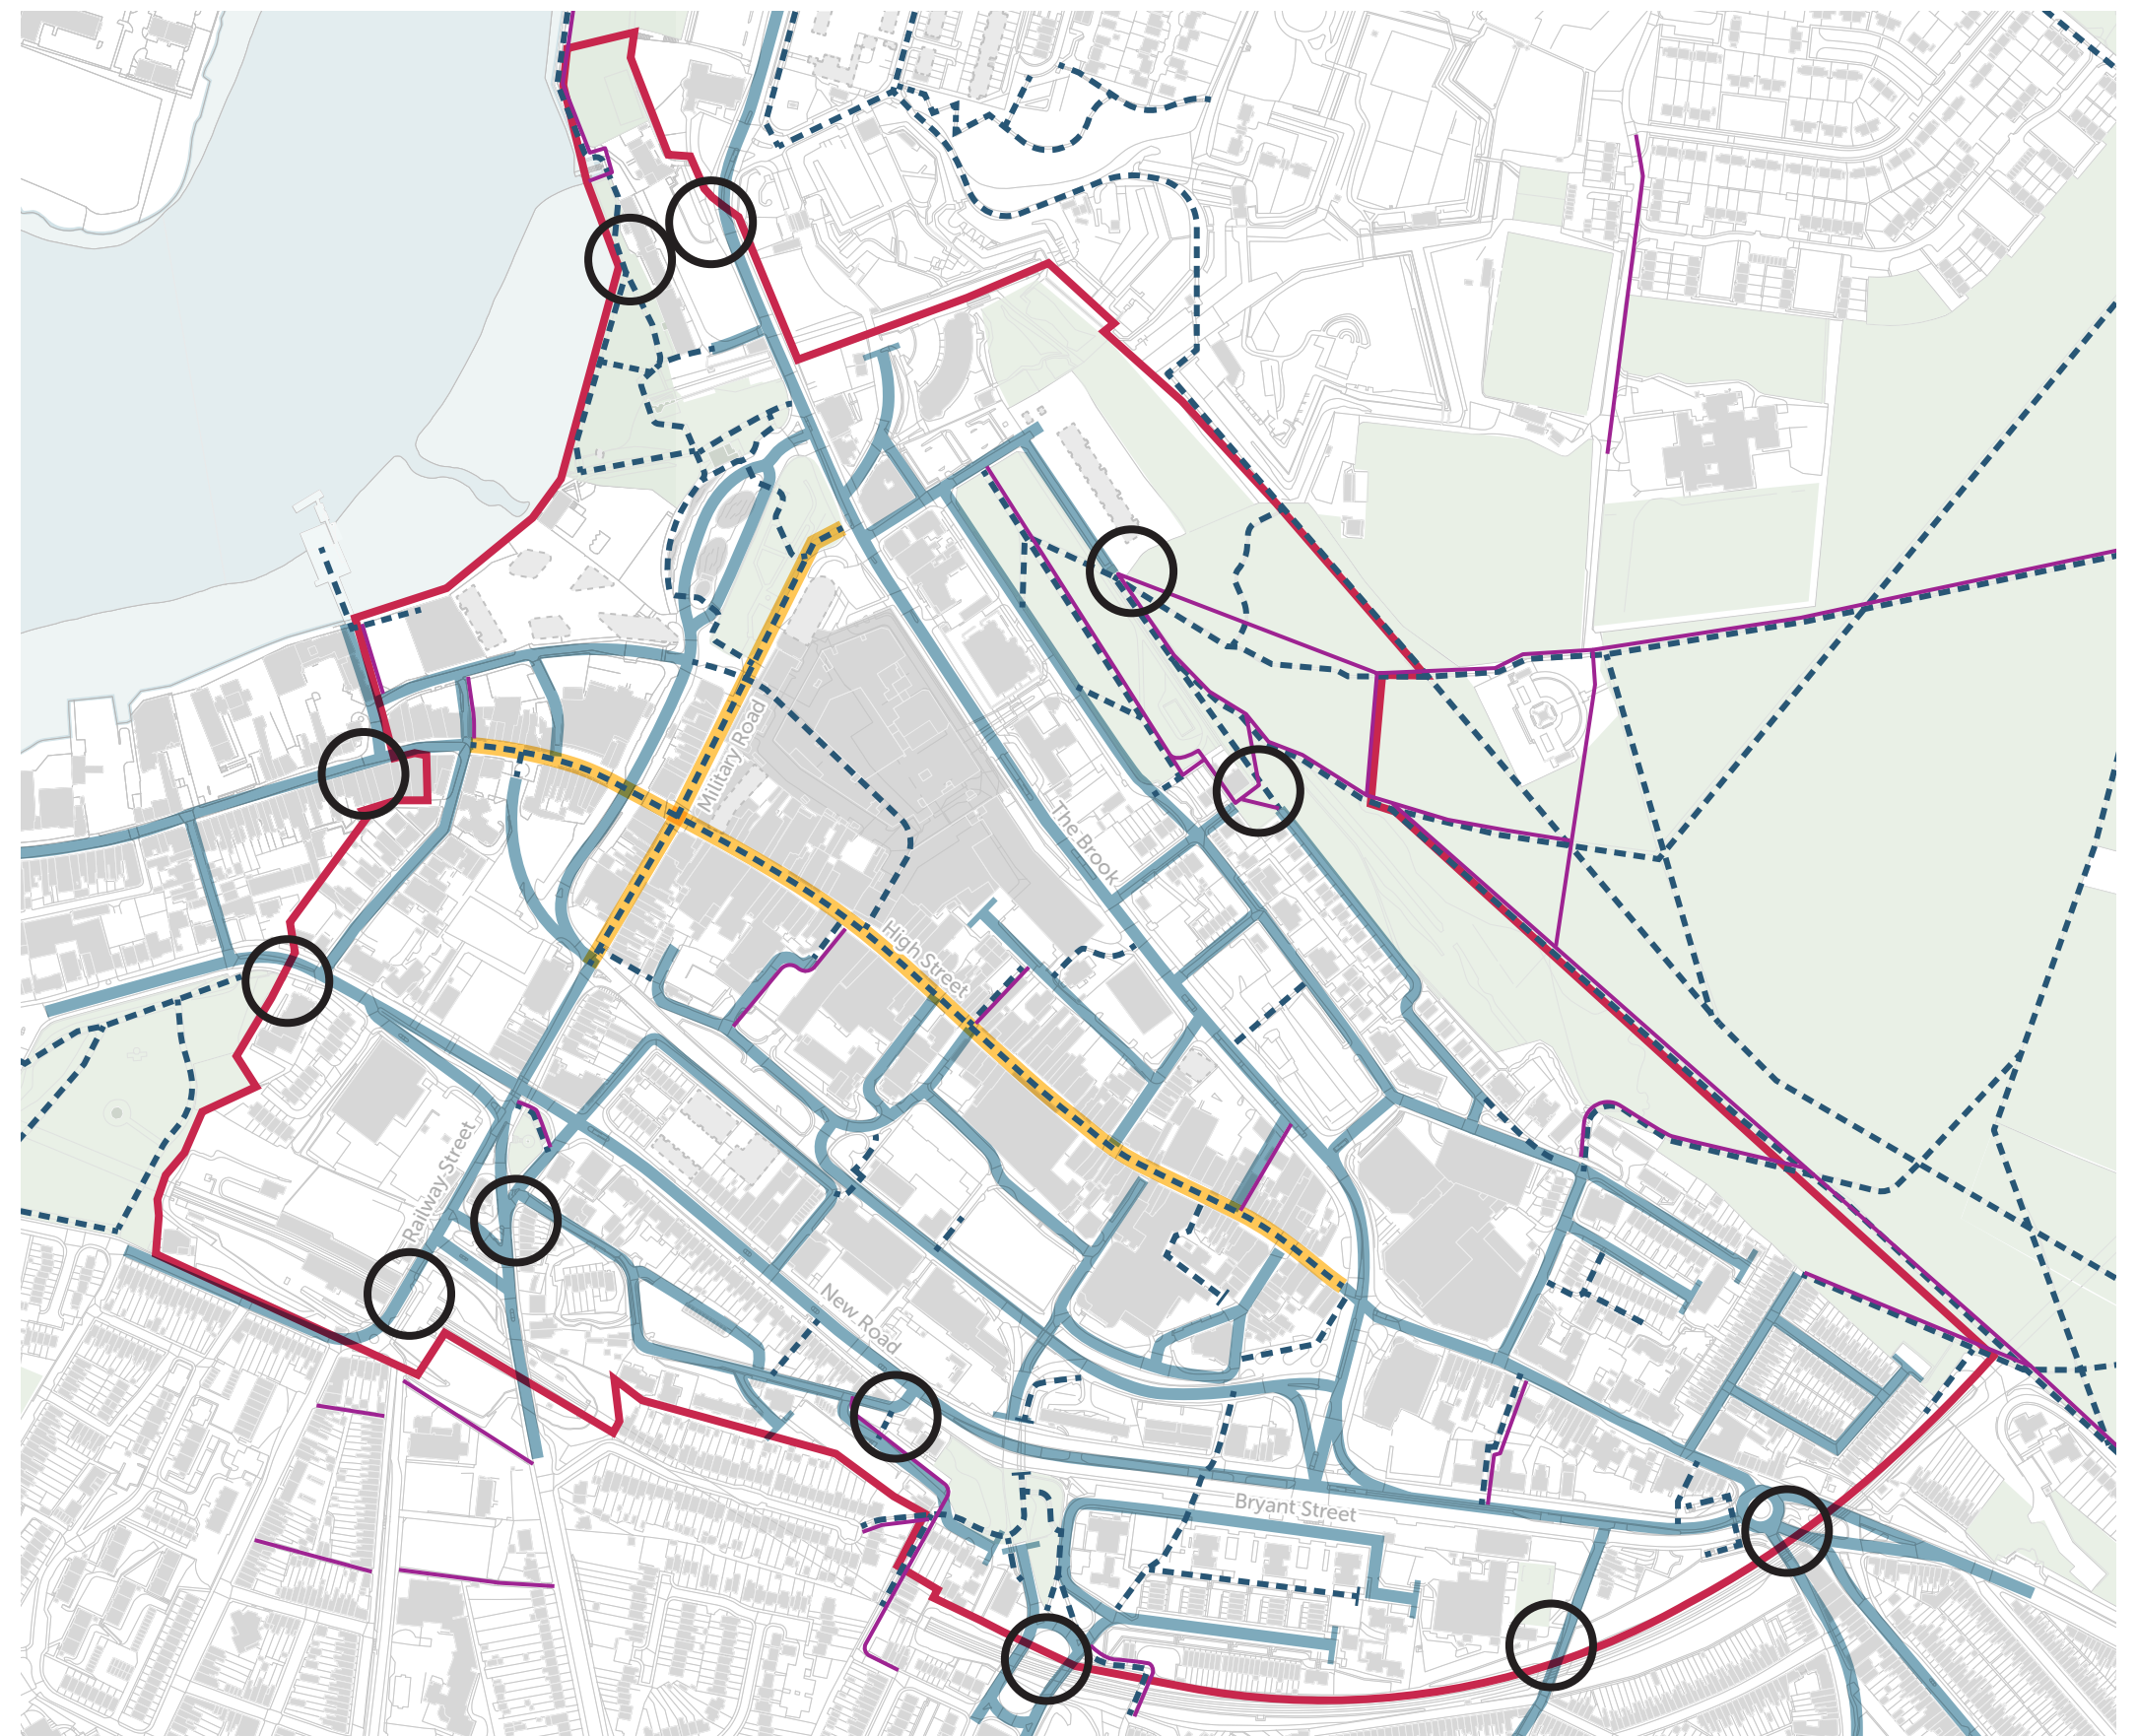 Military Road
The Brook
High Street
Railway Street
New Road
Bryant Street